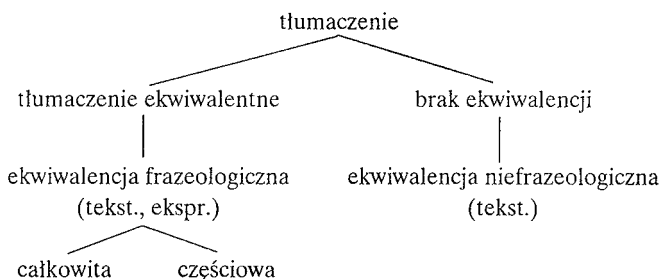 tłumaczenie
tłumaczenie ekwiwalentne brak ekwiwalencji
ekwiwalencja frazeologiczna ekwiwalencja niefrazeologiczna
(tekst., ekspr.) (tekst.)
całkowita częściowa